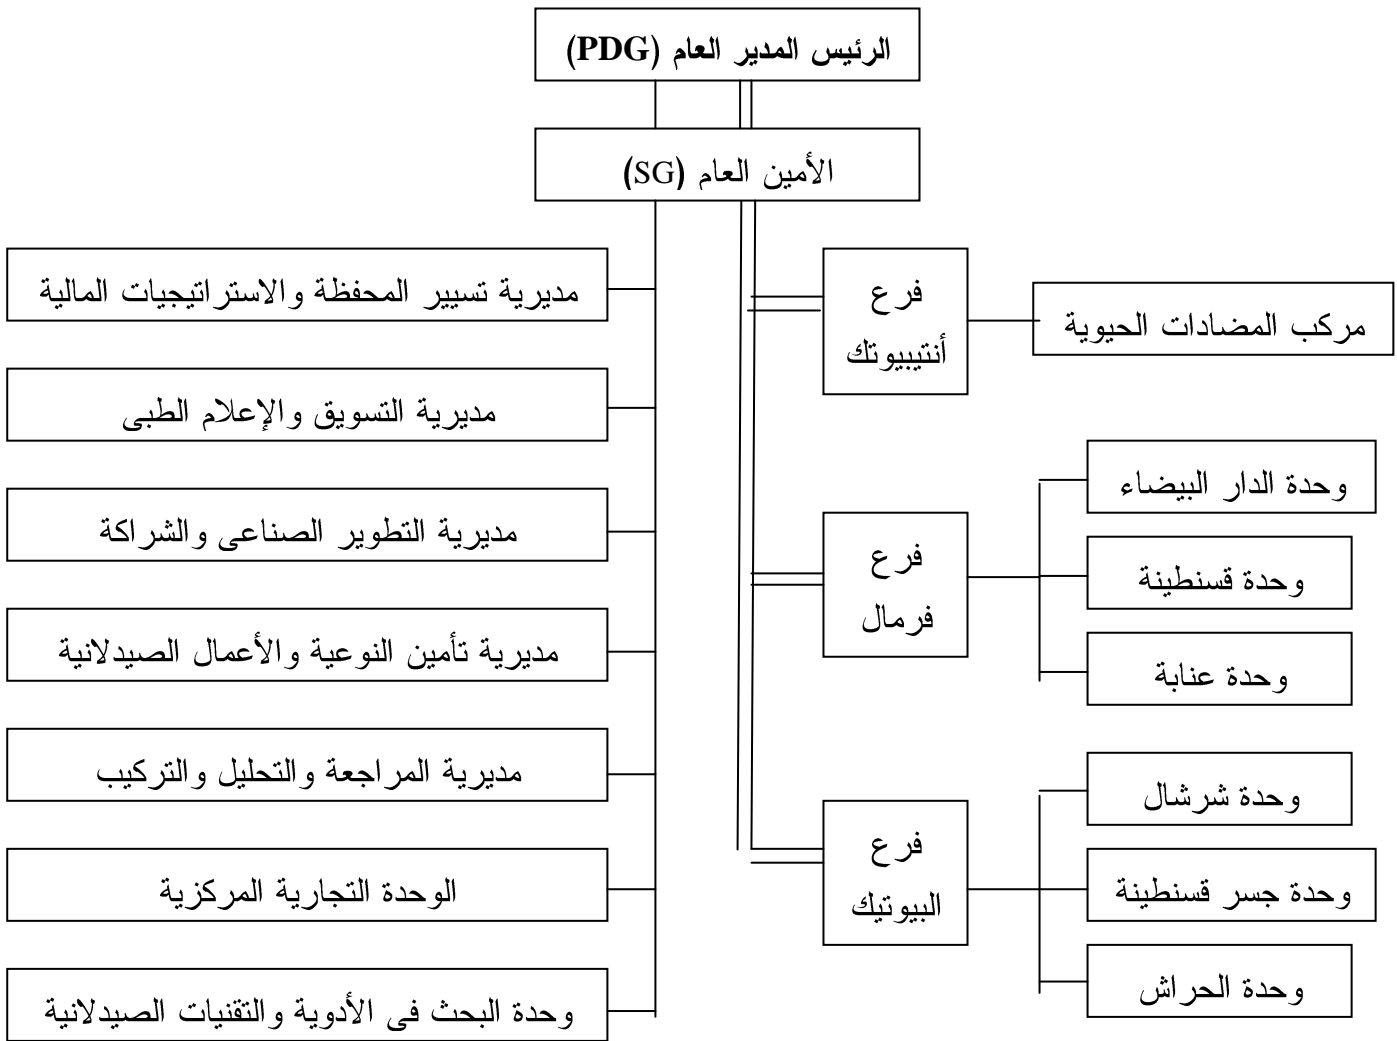 الرئيس المدير العام (PDG)
الأمين العام (SG)
فرع
أنتيبيوتك
مركب المضادات الحيوية
فرع
فرمال
وحدة الدار البيضاء
وحدة قسنطينة
وحدة عنابة
فرع
البيوتيك
وحدة شرشال
وحدة جسر قسنطينة
وحدة الحراش
مديرية تسيير المحفظة والاستراتيجيات المالية
مديرية التسويق والإعلام الطبى
مديرية التطوير الصناعى والشراكة
مديرية تأمين النوعية والأعمال الصيدلانية
مديرية المراجعة والتحليل والتركيب
الوحدة التجارية المركزية
وحدة البحث فى الأدوية والتقنيات الصيدلانية